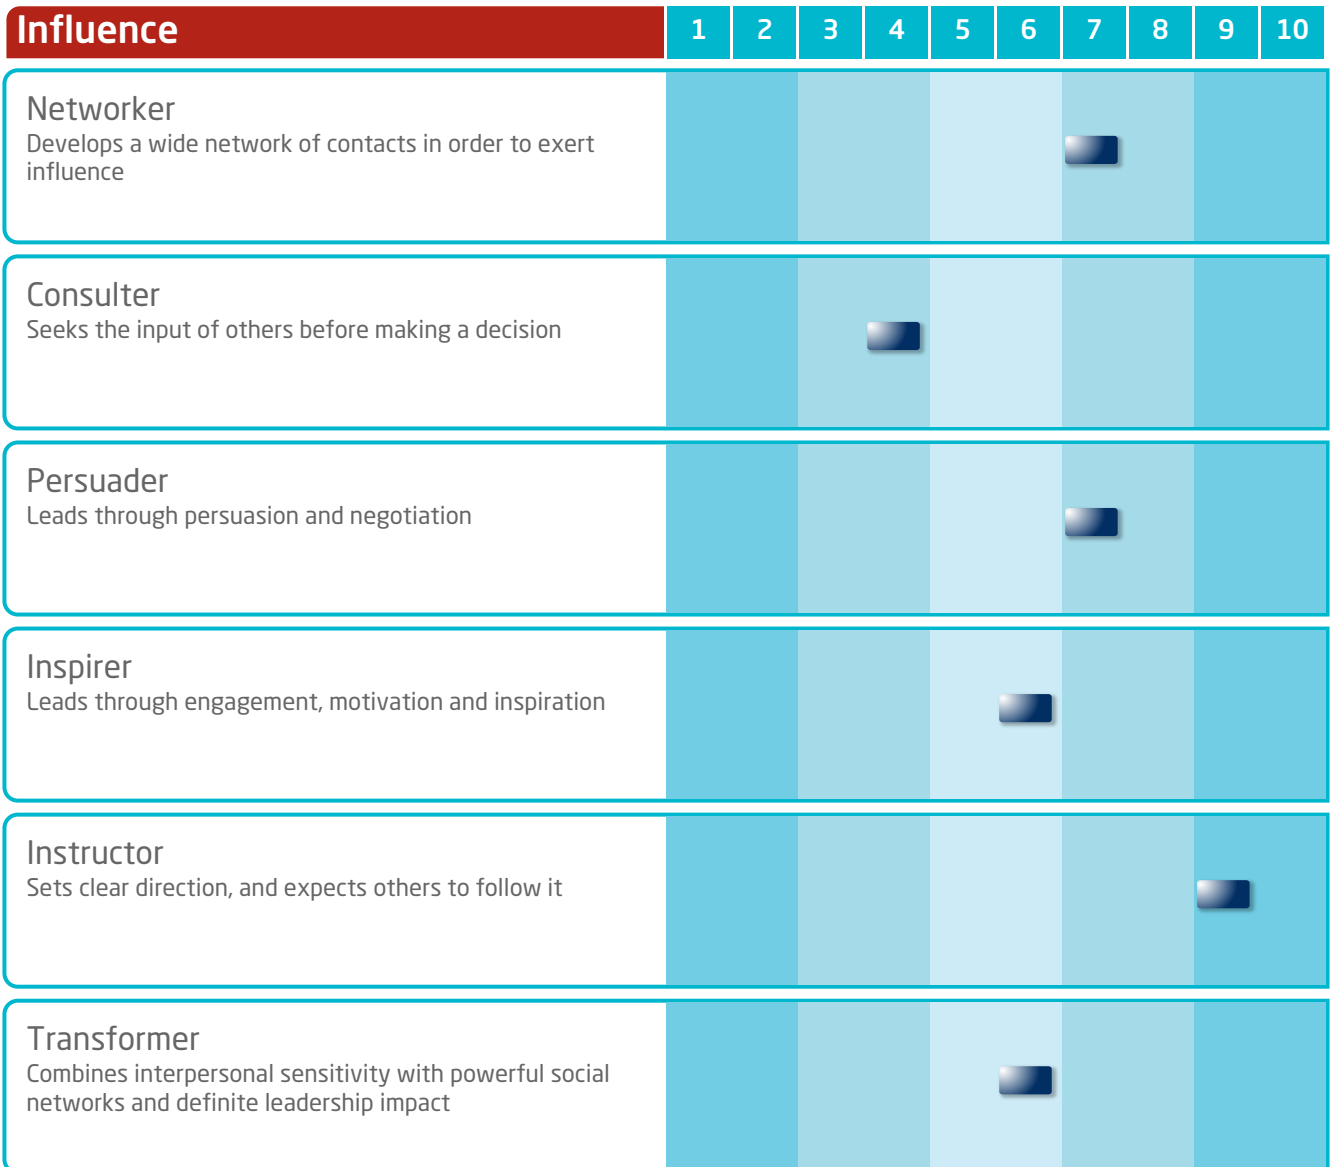 Influence 1 2 3 4 5 6 7 8 9 10
Networker
Develops a wide network of contacts in order to exert
influence
Consulter
Seeks the input of others before making a decision
Persuader
Leads through persuasion and negotiation
Inspirer
Leads through engagement, motivation and inspiration
Instructor
Sets clear direction, and expects others to follow it
Transformer
Combines interpersonal sensitivity with powerful social
networks and definite leadership impact